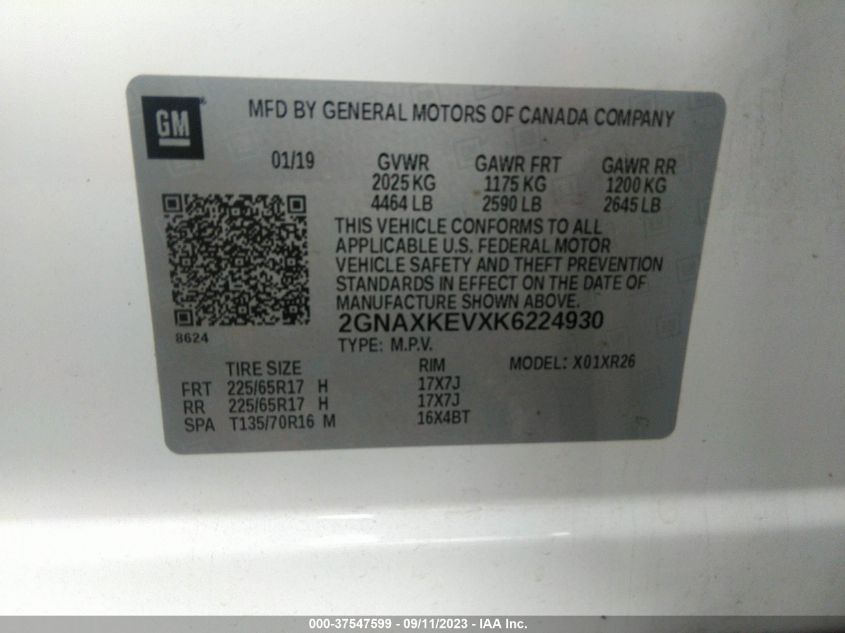 GM
MFD BY GENERAL MOTORS OF CANADA COMPANY
01/19 GVWR GAWR FRT GAWR RR
2025 KG 1175 KG 1200 KG
4464 LB 2590 LB 2645 LB
THIS VEHICLE CONFORMS TO ALL
APPLICABLE U.S. FEDERAL MOTOR
VEHICLE SAFETY AND THEFT PREVENTION
STANDARDS IN EFFECT ON THE DATE OF
MANUFACTURE SHOWN ABOVE.
2GNAXKEVXK6224930
8624
TYPE: M.P.V.
TIRE SIZE RIM MODEL: X01XR26
FRT 225/65R17 H 17X7J
RR 225/65R17 H 17X7J
SPA T135/70R16 M 16X4BT
000-37547599 - 09/11/2023 - IAA Inc.